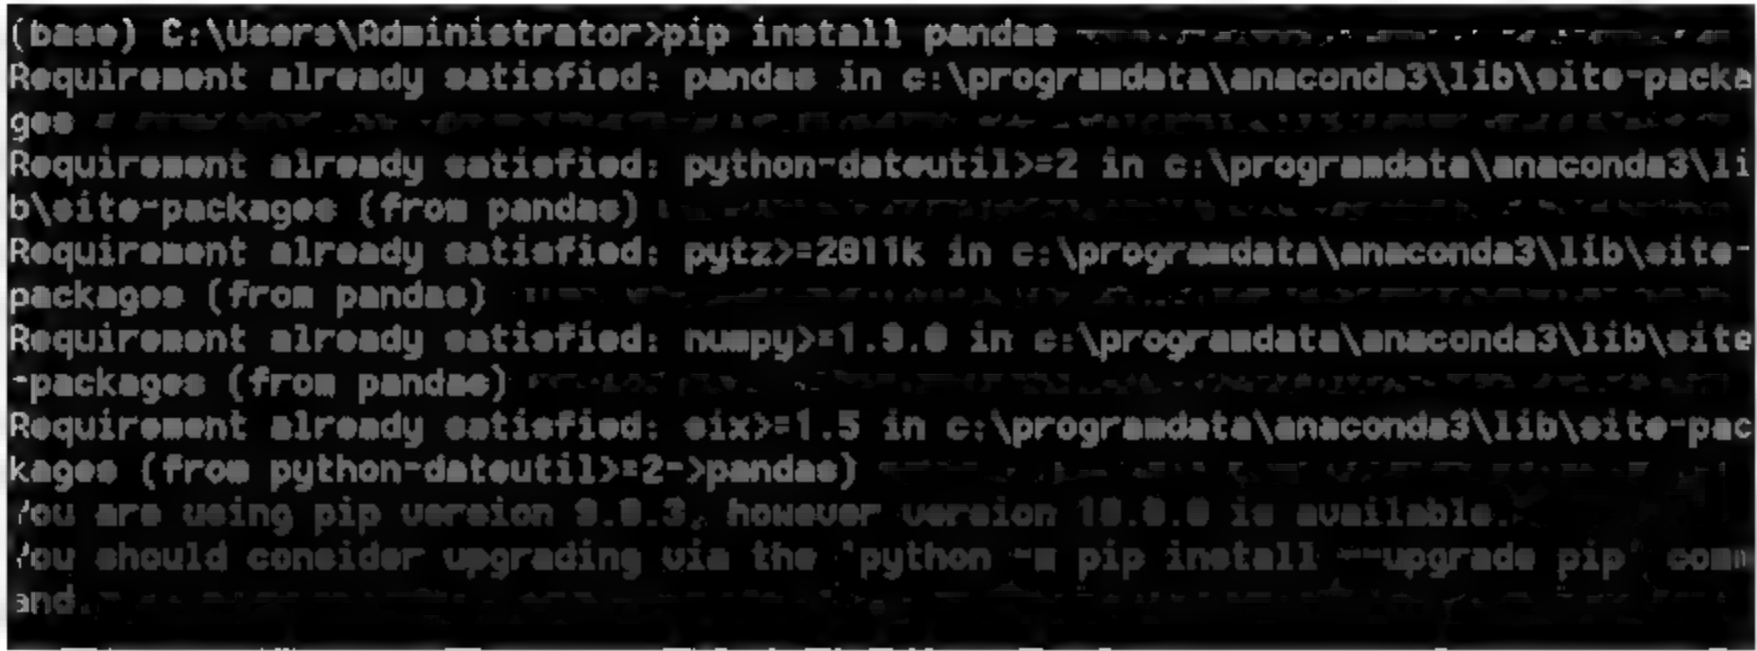 (base) C:\Users\Administrator>pip install pandas
Requirement already satisfied: pandas in c:\programdata\anaconda3\lib\site-packa
ges
Requirement already satisfied: python-dateutil>=2 in c:\programdata\anaconda3\li
b\site-packages (from pandas)
Requirement already satisfied: pytz>=2011k in c:\programdata\anaconda3\lib\site-
packages (from pandas)
Requirement already satisfied: numpy>=1.9.0 in c:\programdata\anaconda3\lib\site
-packages (from pandas)
Requirement already satisfied: six>=1.5 in c:\programdata\anaconda3\lib\site-pac
kages (from python-dateutil>=2->pandas)
You are using pip version 9.0.3, however version 10.0.0 is available.
You should consider upgrading via the 'python -m pip install --upgrade pip' comm
and.